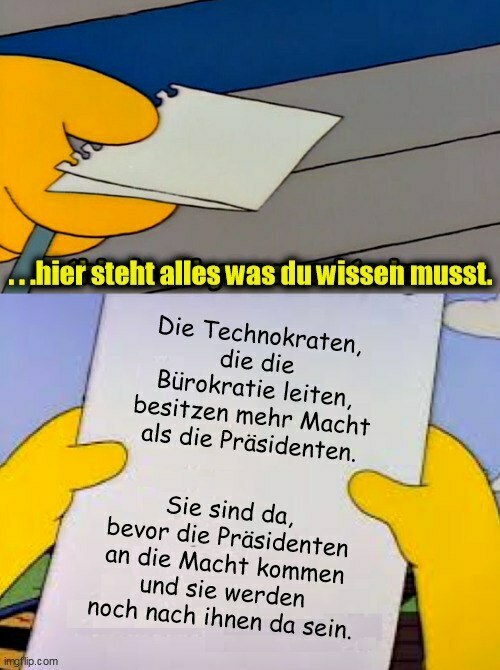 . . .hier steht alles was du wissen musst.
Die Technokraten,
die die
Bürokratie leiten,
besitzen mehr Macht
als die Präsidenten.
Sie sind da,
bevor die Präsidenten
an die Macht kommen
und sie werden
noch nach ihnen da sein.
imgflip.com